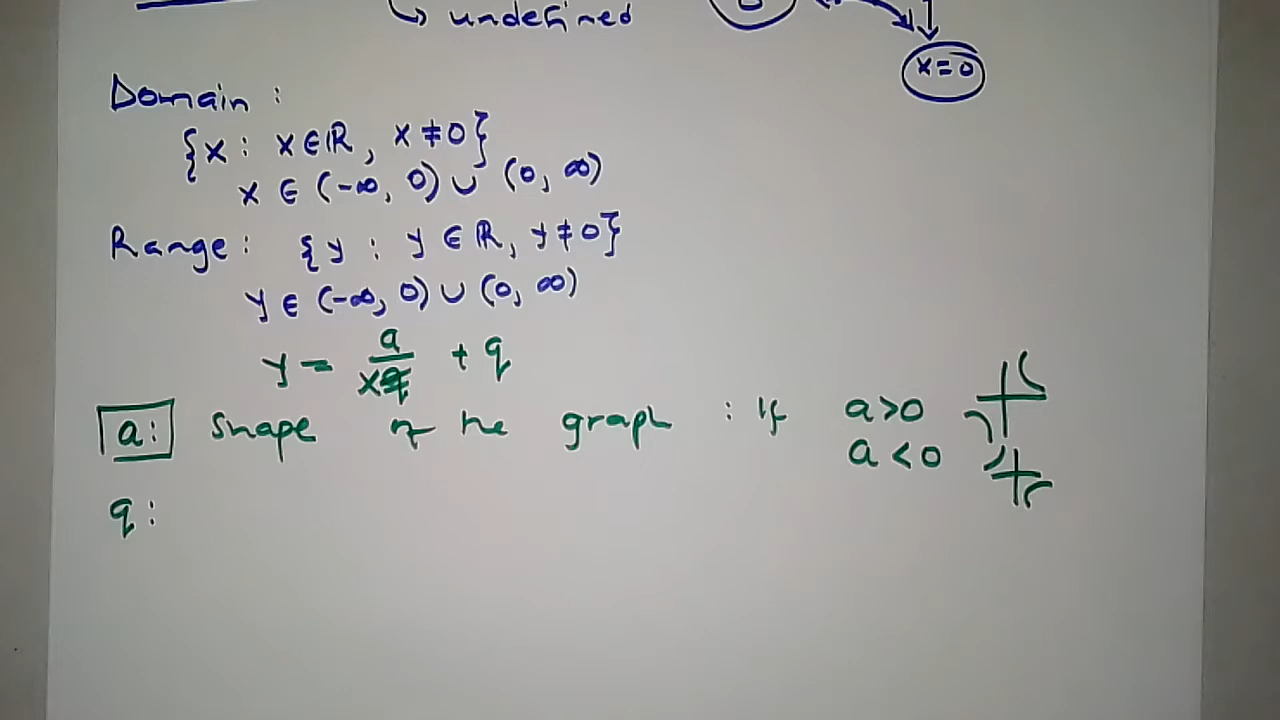 ↳ undefined
x=0
Domain:
{x : x∈ℝ, x≠0}
x ∈ (-∞, 0) ∪ (0, ∞)
Range: {y : y ∈ ℝ, y≠0}
y ∈ (-∞, 0) ∪ (0, ∞)
y = a/x + q
a: shape of the graph : If a>0
a<0
q: